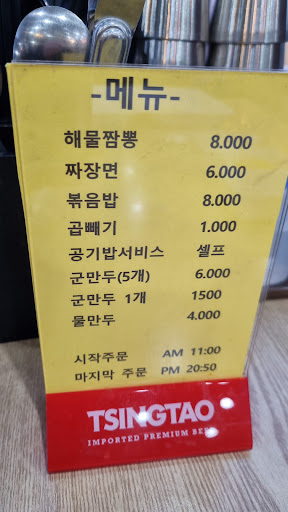 -메뉴-
해물짬뽕 8.000
짜장면 6.000
볶음밥 8.000
곱빼기 1.000
공기밥서비스 셀프
군만두(5개) 6.000
군만두 1개 1500
물만두 4.000
시작주문 AM 11:00
마지막 주문 PM 20:50
TSINGTAO
IMPORTED PREMIUM BEER